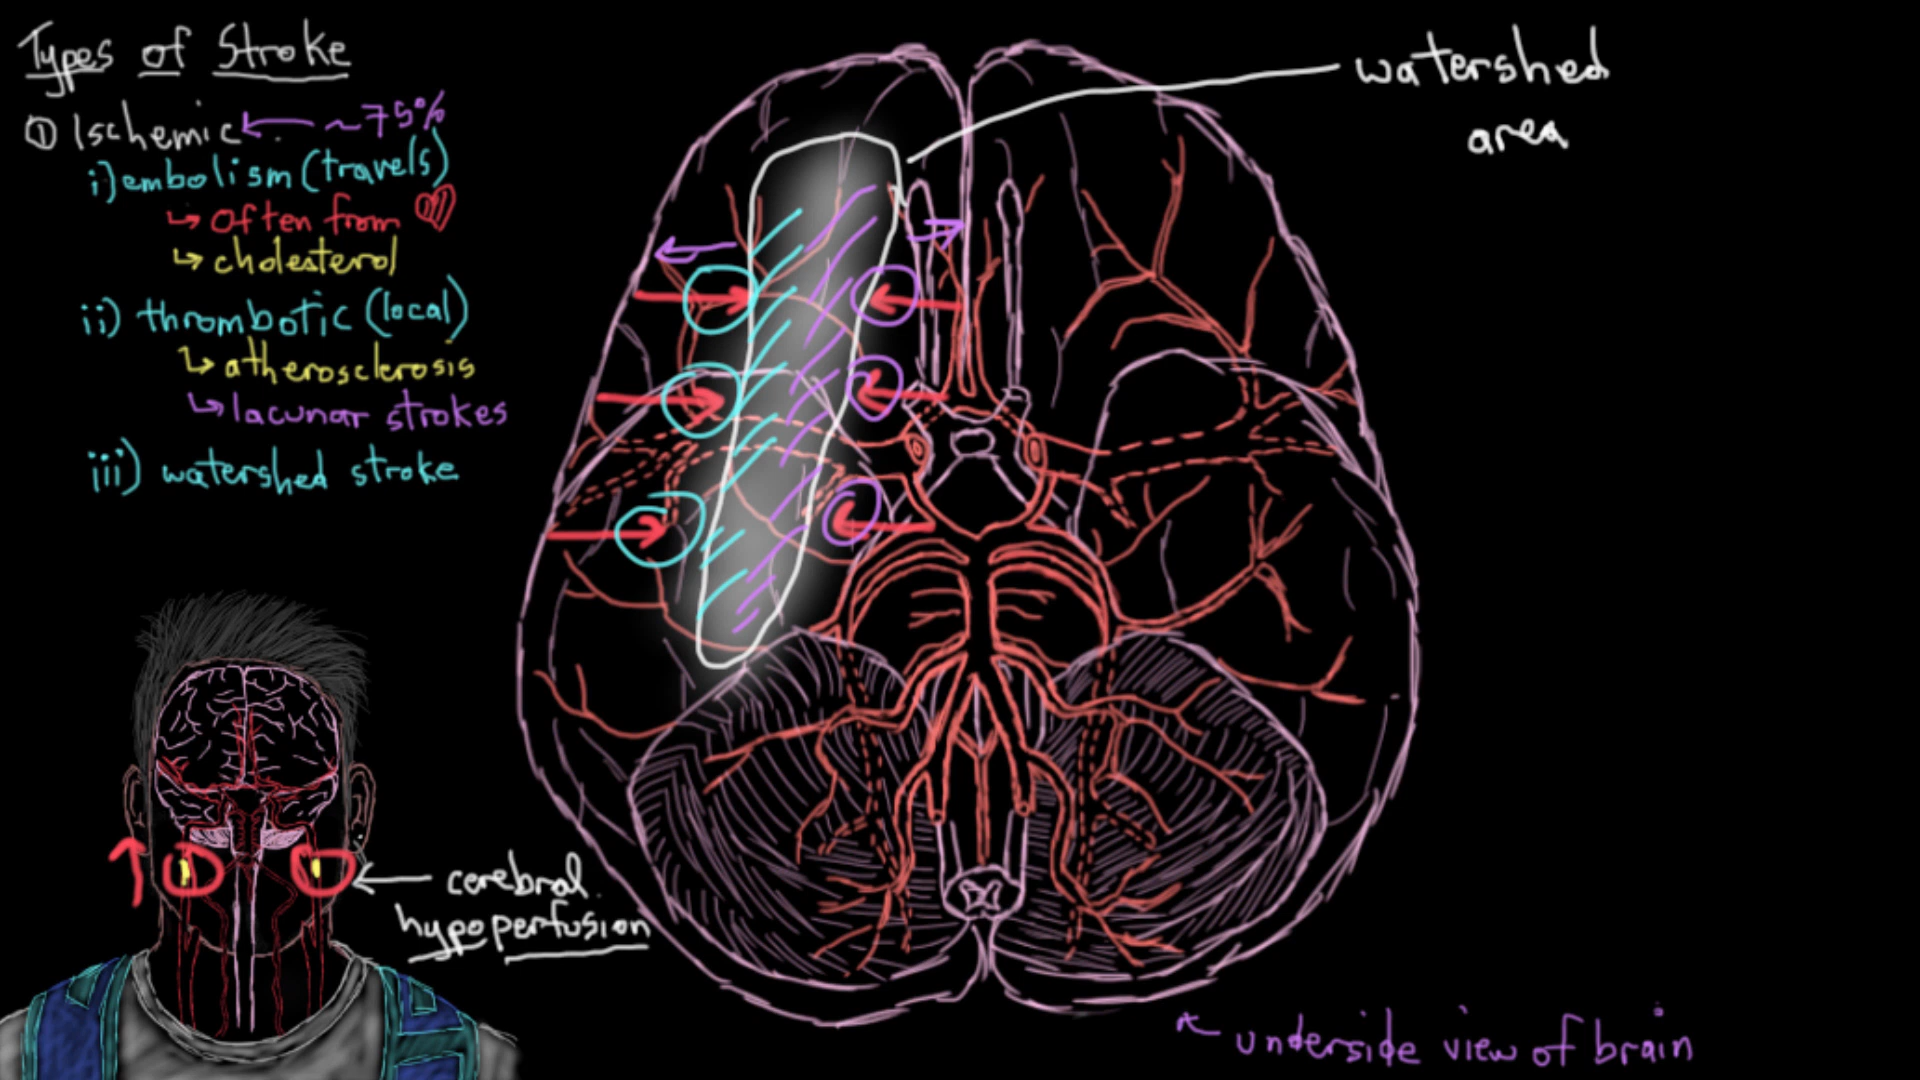 Types of Stroke
① Ischemic ← ~75%
i) embolism (travels)
↳ Often from
↳ cholesterol
ii) thrombotic (local)
↳ atherosclerosis
↳ lacunar strokes
iii) watershed stroke
watershed
area
cerebral
hypoperfusion
underside view of brain